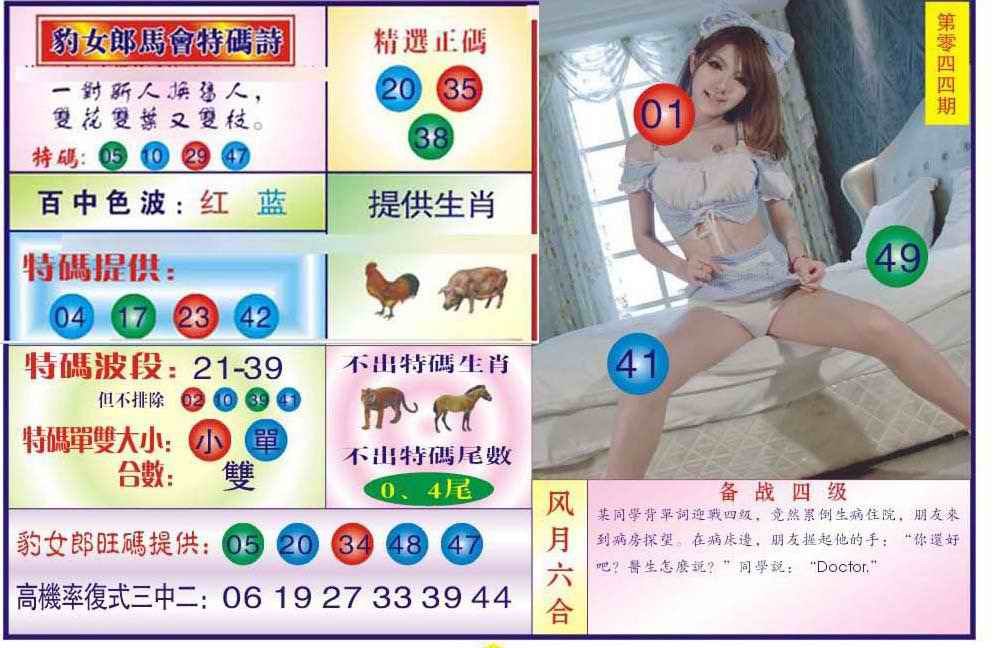 豹女郎馬會特碼詩
一對新人換舊人，
雙花雙葉又雙枝。
特碼: 05 10 29 47
精選正碼
20 35
38
百中色波：红 蓝
提供生肖
特碼提供：
04 17 23 42
特碼波段：21-39
但不排除 02 10 39 41
特碼單雙大小：小 單
合數： 雙
不出特碼生肖
不出特碼尾數
0、4尾
豹女郎旺碼提供：05 20 34 48 47
高機率復式三中二：06 19 27 33 39 44
第零四四期
01
49
41
风月六合
备战四级
某同學背單詞迎戰四級，竟然累倒生病住院，朋友來
到病房探望。在病床邊，朋友握起他的手：“你還好
吧？醫生怎麽説？”同學説：“Doctor.”